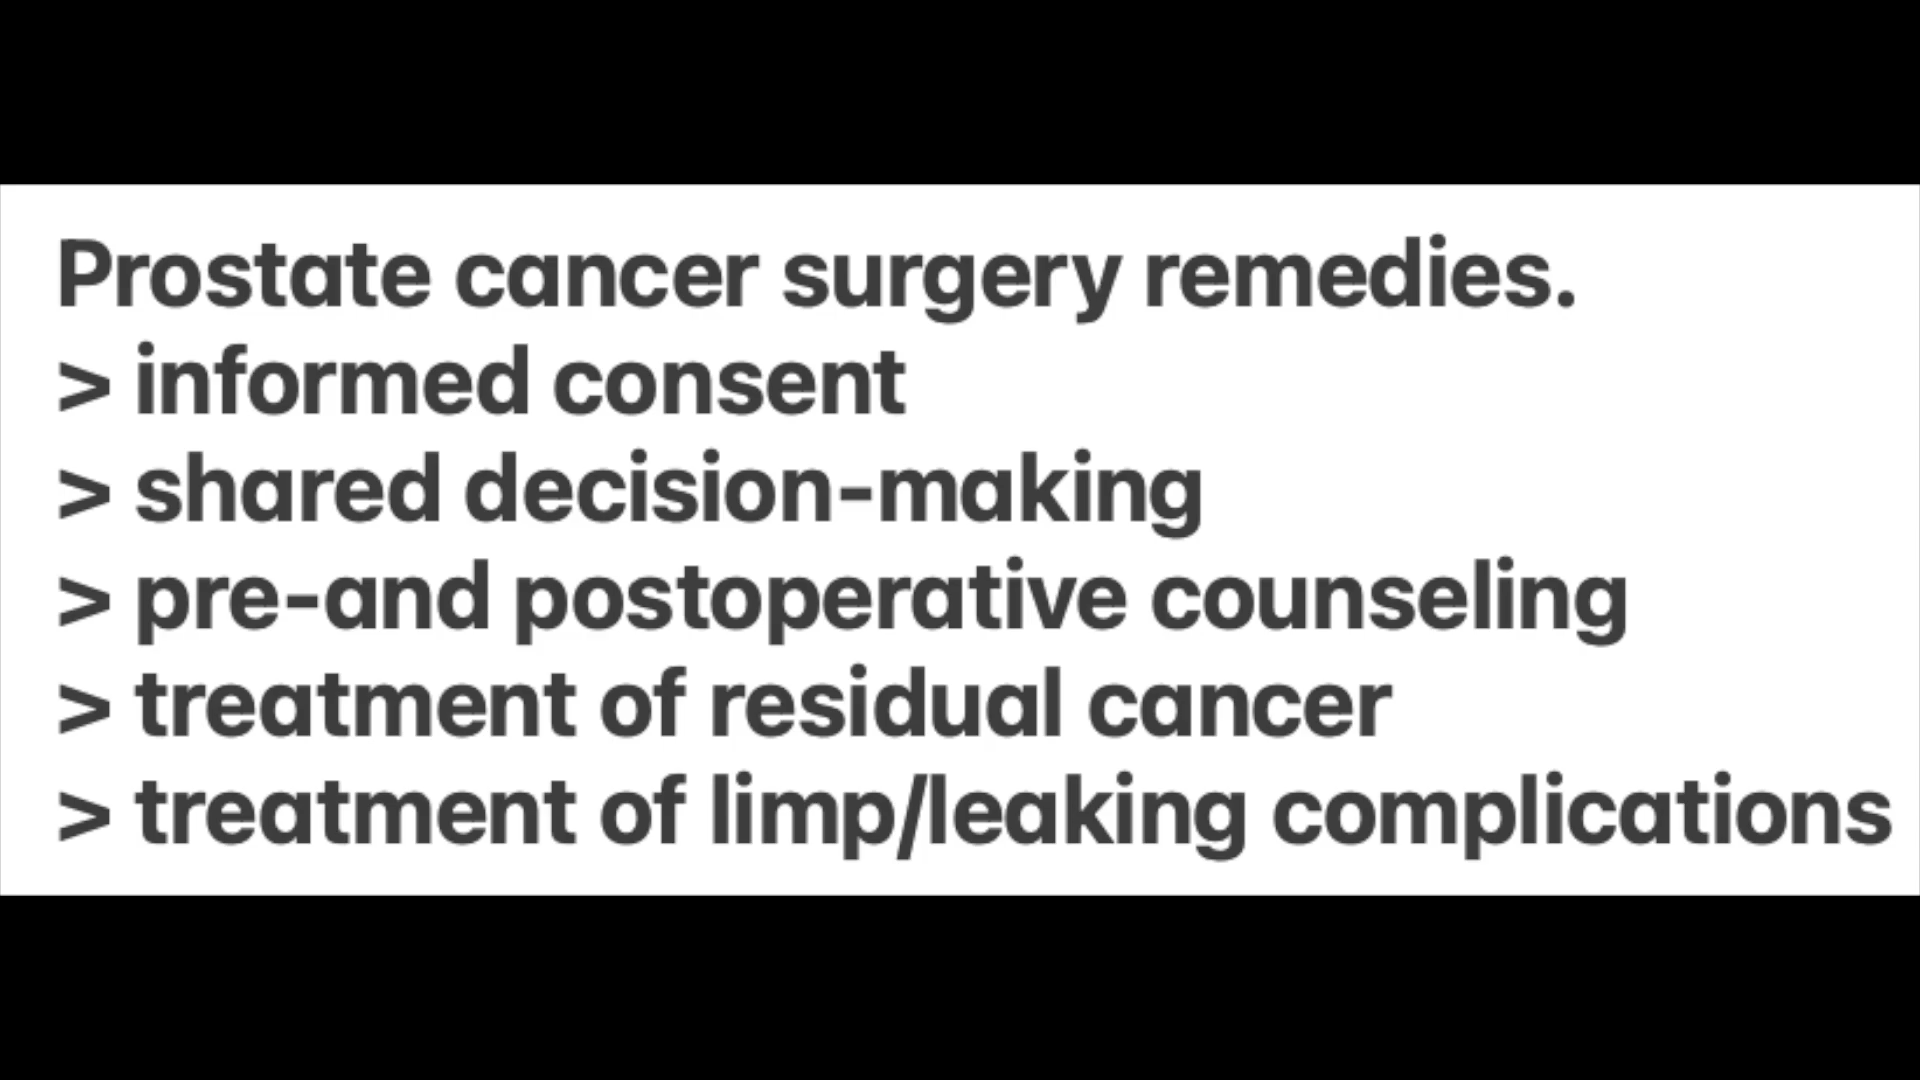 Prostate cancer surgery remedies.
> informed consent
> shared decision-making
> pre-and postoperative counseling
> treatment of residual cancer
> treatment of limp/leaking complications